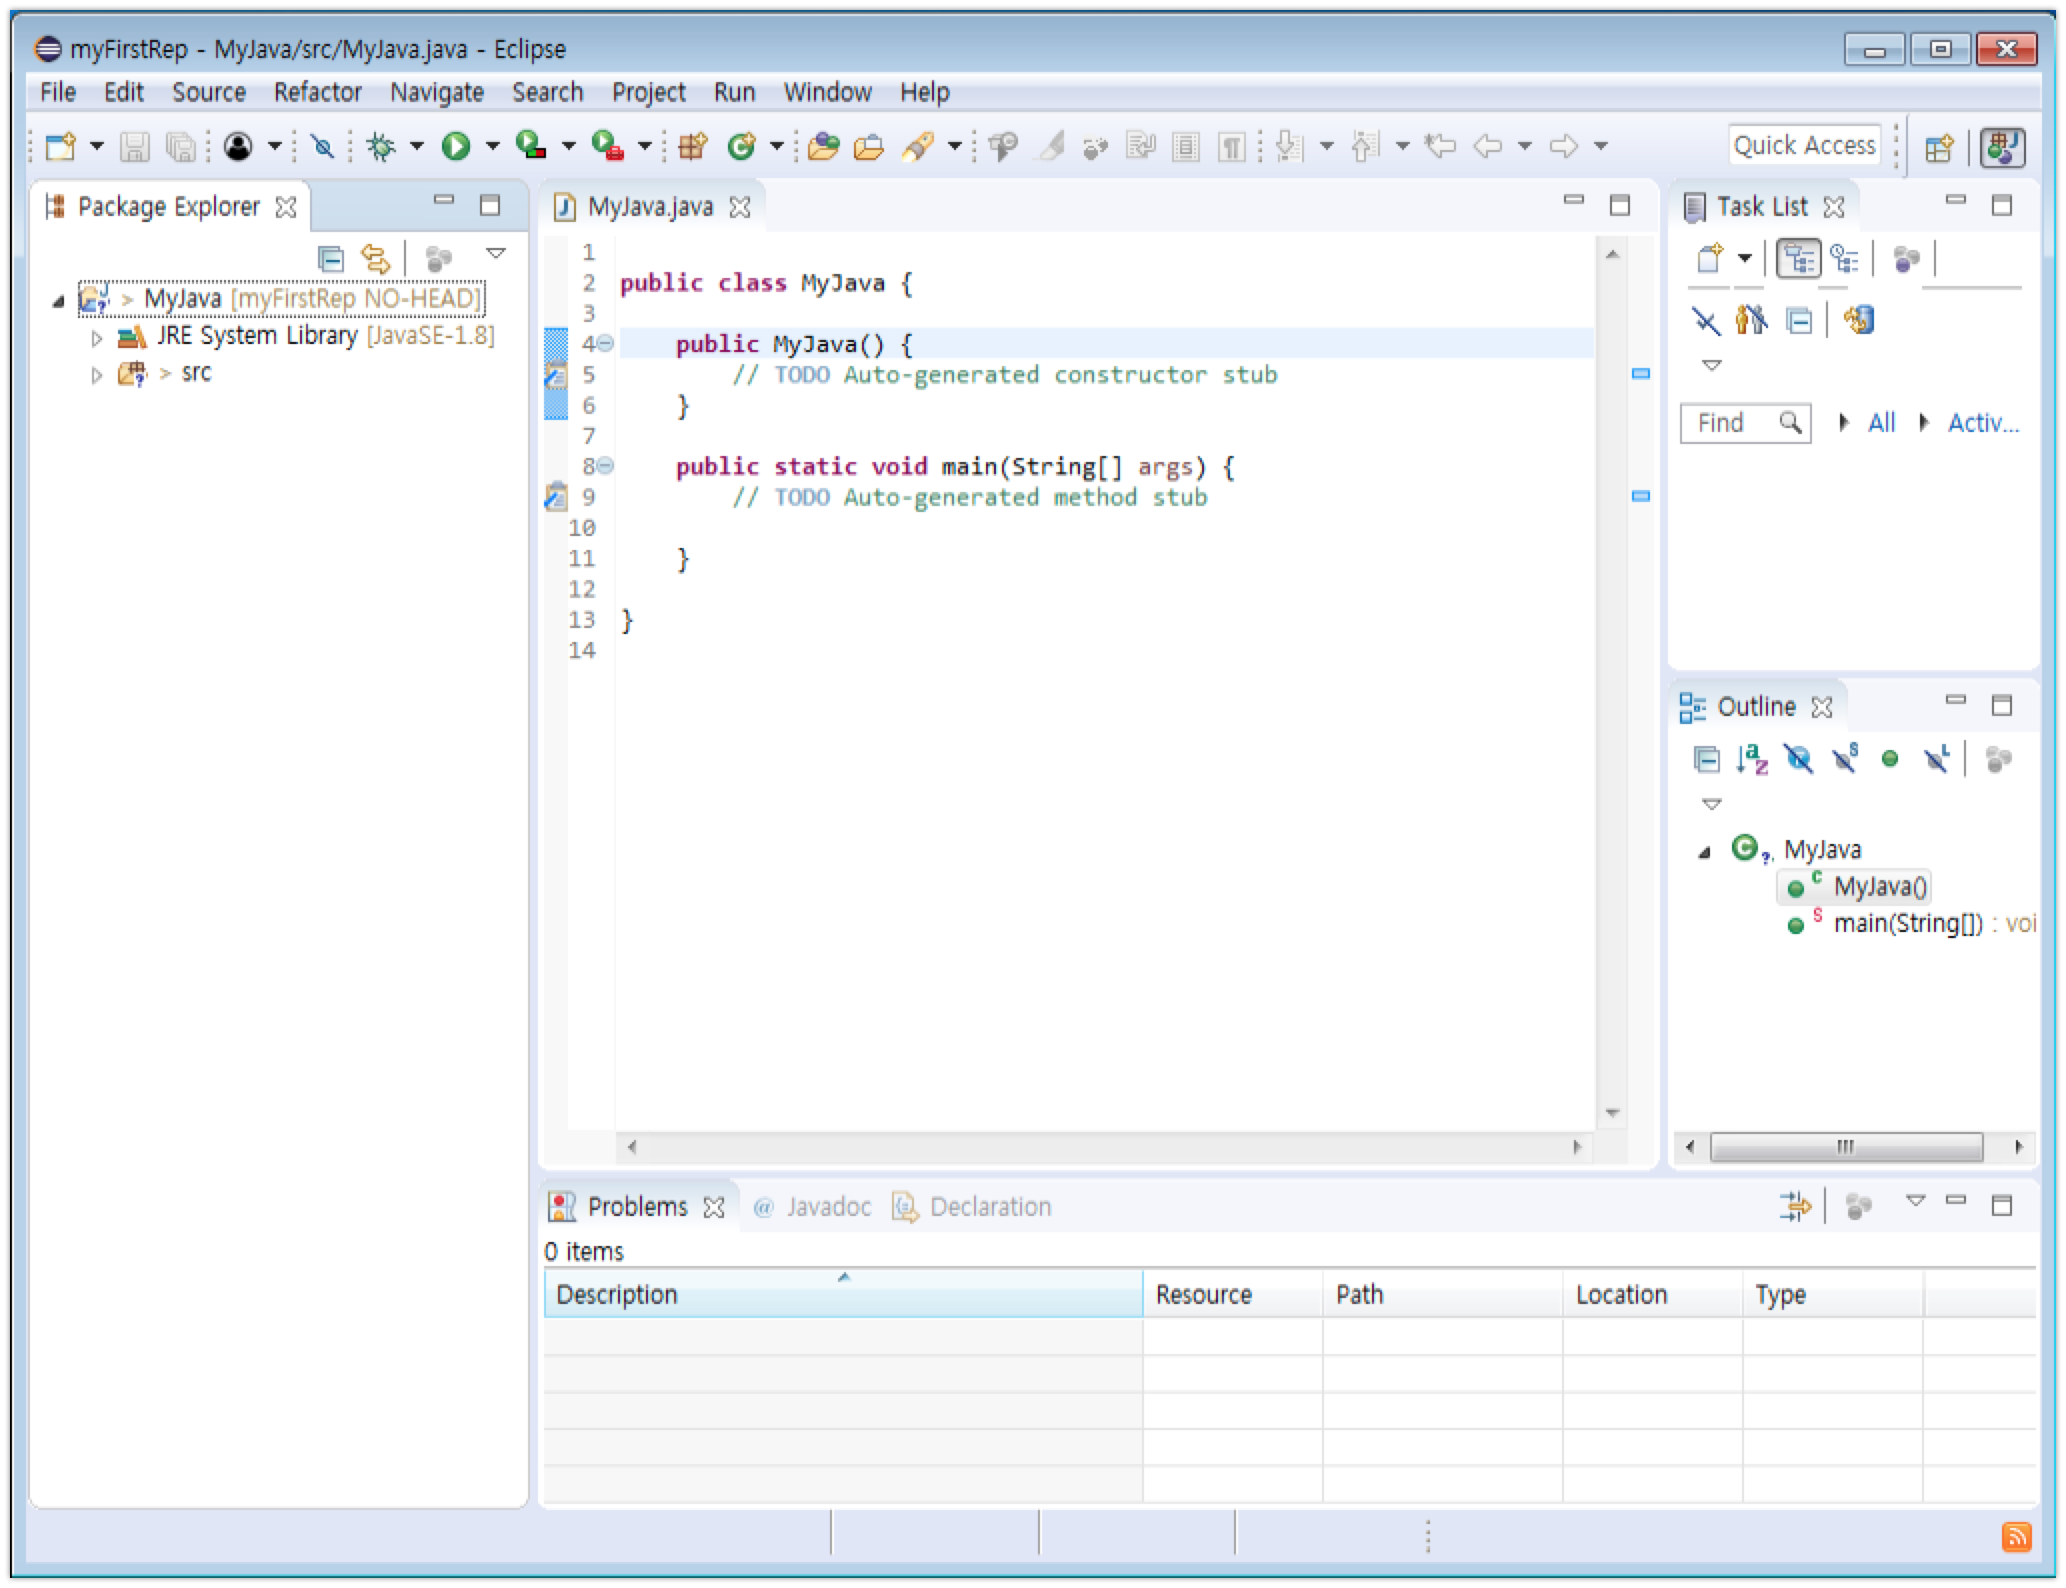 myFirstRep - MyJava/src/MyJava.java - Eclipse
File Edit Source Refactor Navigate Search Project Run Window Help
Quick Access
Package Explorer
> MyJava [myFirstRep NO-HEAD]
JRE System Library [JavaSE-1.8]
> src
MyJava.java
1
2 public class MyJava {
3
4 public MyJava() {
5 // TODO Auto-generated constructor stub
6 }
7
8 public static void main(String[] args) {
9 // TODO Auto-generated method stub
10
11 }
12
13 }
14
Task List
Find All Activ...
Outline
MyJava
MyJava()
main(String[]) : voi
Problems @ Javadoc Declaration
0 items
Description Resource Path Location Type